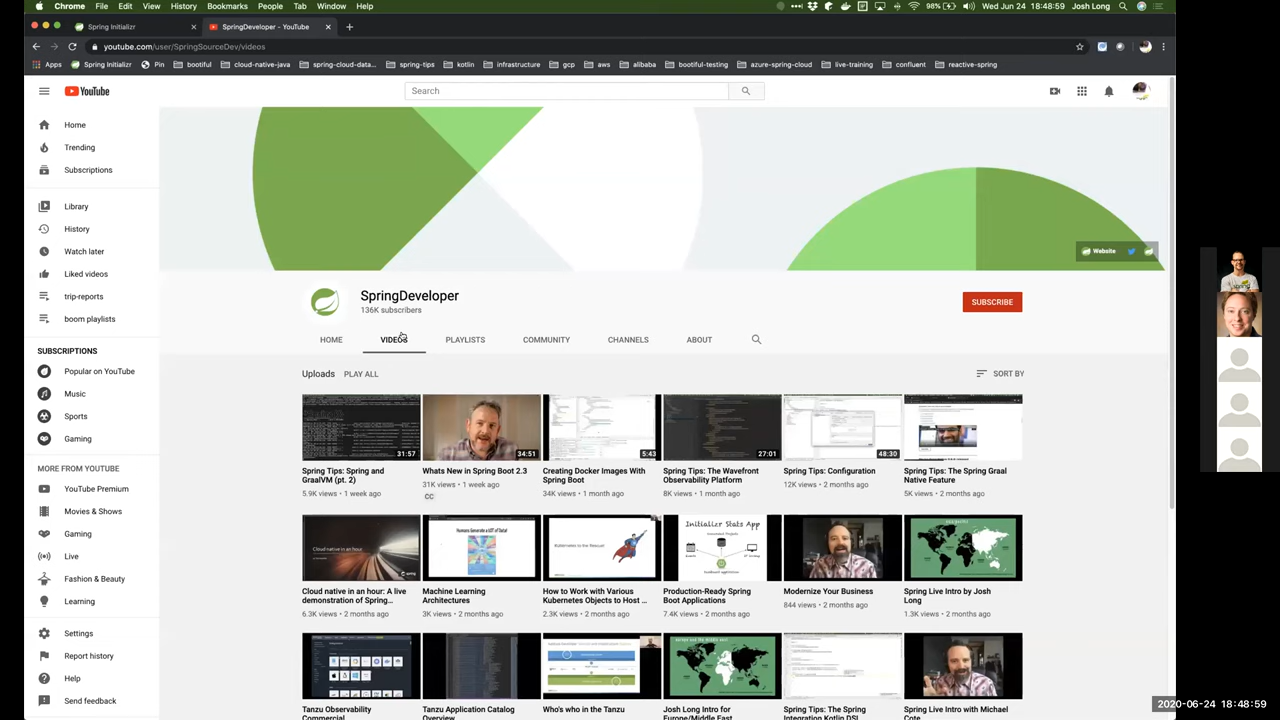 Chrome File Edit View History Bookmarks People Tab Window Help
98% Wed Jun 24 18:48:59 Josh Long
Spring Initializr
SpringDeveloper - YouTube
youtube.com/user/SpringSourceDev/videos
Apps Spring Initializr Pin bootiful cloud-native-java spring-cloud-data... spring-tips kotlin infrastructure gcp aws alibaba bootiful-testing azure-spring-cloud live-training confluent reactive-spring
YouTube
Search
Home
Trending
Subscriptions
Library
History
Watch later
Liked videos
trip-reports
boom playlists
SUBSCRIPTIONS
Popular on YouTube
Music
Sports
Gaming
MORE FROM YOUTUBE
YouTube Premium
Movies & Shows
Gaming
Live
Fashion & Beauty
Learning
Settings
Report history
Help
Send feedback
Website
SpringDeveloper
136K subscribers
SUBSCRIBE
HOME VIDEOS PLAYLISTS COMMUNITY CHANNELS ABOUT
Uploads PLAY ALL
SORT BY
31:57
Spring Tips: Spring and
GraalVM (pt. 2)
5.9K views • 1 week ago
34:51
Whats New in Spring Boot 2.3
31K views • 1 week ago
CC
5:43
Creating Docker Images With
Spring Boot
34K views • 1 month ago
27:01
Spring Tips: The Wavefront
Observability Platform
8K views • 1 month ago
48:30
Spring Tips: Configuration
12K views • 2 months ago
Spring Tips: The Spring Graal
Native Feature
5K views • 2 months ago
Cloud native in an hour
Cloud native in an hour: A live
demonstration of Spring...
6.3K views • 2 months ago
Humans Generate a LOT of Data!
Machine Learning
Architectures
3K views • 2 months ago
Kubernetes to the Rescue!
How to Work with Various
Kubernetes Objects to Host ...
2.3K views • 2 months ago
Initializr Stats App
Production-Ready Spring
Boot Applications
7.4K views • 2 months ago
Modernize Your Business
844 views • 2 months ago
Spring Live Intro by Josh
Long
1.3K views • 2 months ago
Tanzu Observability
Commercial
Tanzu Application Catalog
Overview
Who's who in the Tanzu
Josh Long Intro for
Europe/Middle East
Spring Tips: The Spring
Integration Kotlin DSL
Spring Live Intro with Michael
Cote
2020-06-24 18:48:59